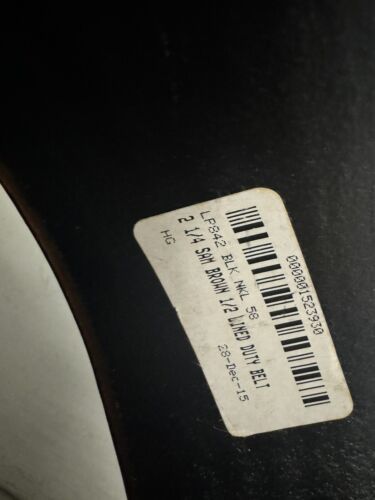 000001523930
LP842 BLK NKL 58
2 1/4 SAM BROWN 1/2 LINED DUTY BELT
HG
28-Dec-15